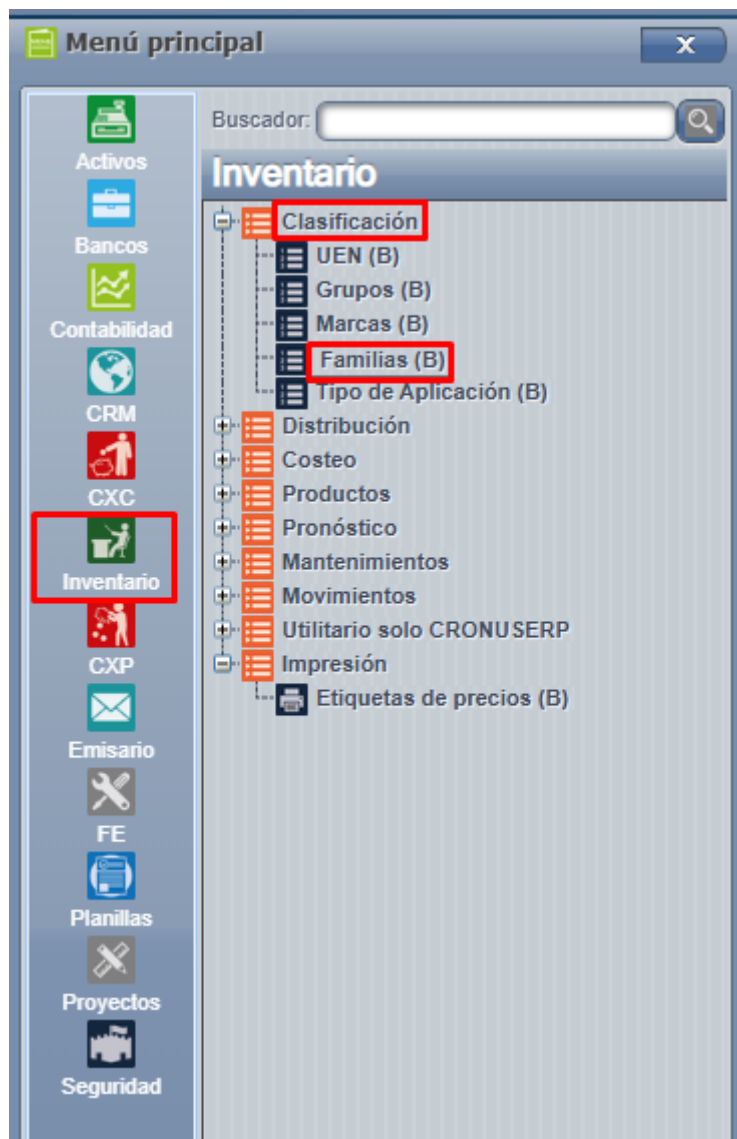 Menú principal
X
Activos
Bancos
Contabilidad
CRM
CXC
Inventario
CXP
Emisario
FE
Planillas
Proyectos
Seguridad
Buscador:
Inventario
Clasificación
UEN (B)
Grupos (B)
Marcas (B)
Familias (B)
Tipo de Aplicación (B)
Distribución
Costeo
Productos
Pronóstico
Mantenimientos
Movimientos
Utilitario solo CRONUSERP
Impresión
Etiquetas de precios (B)